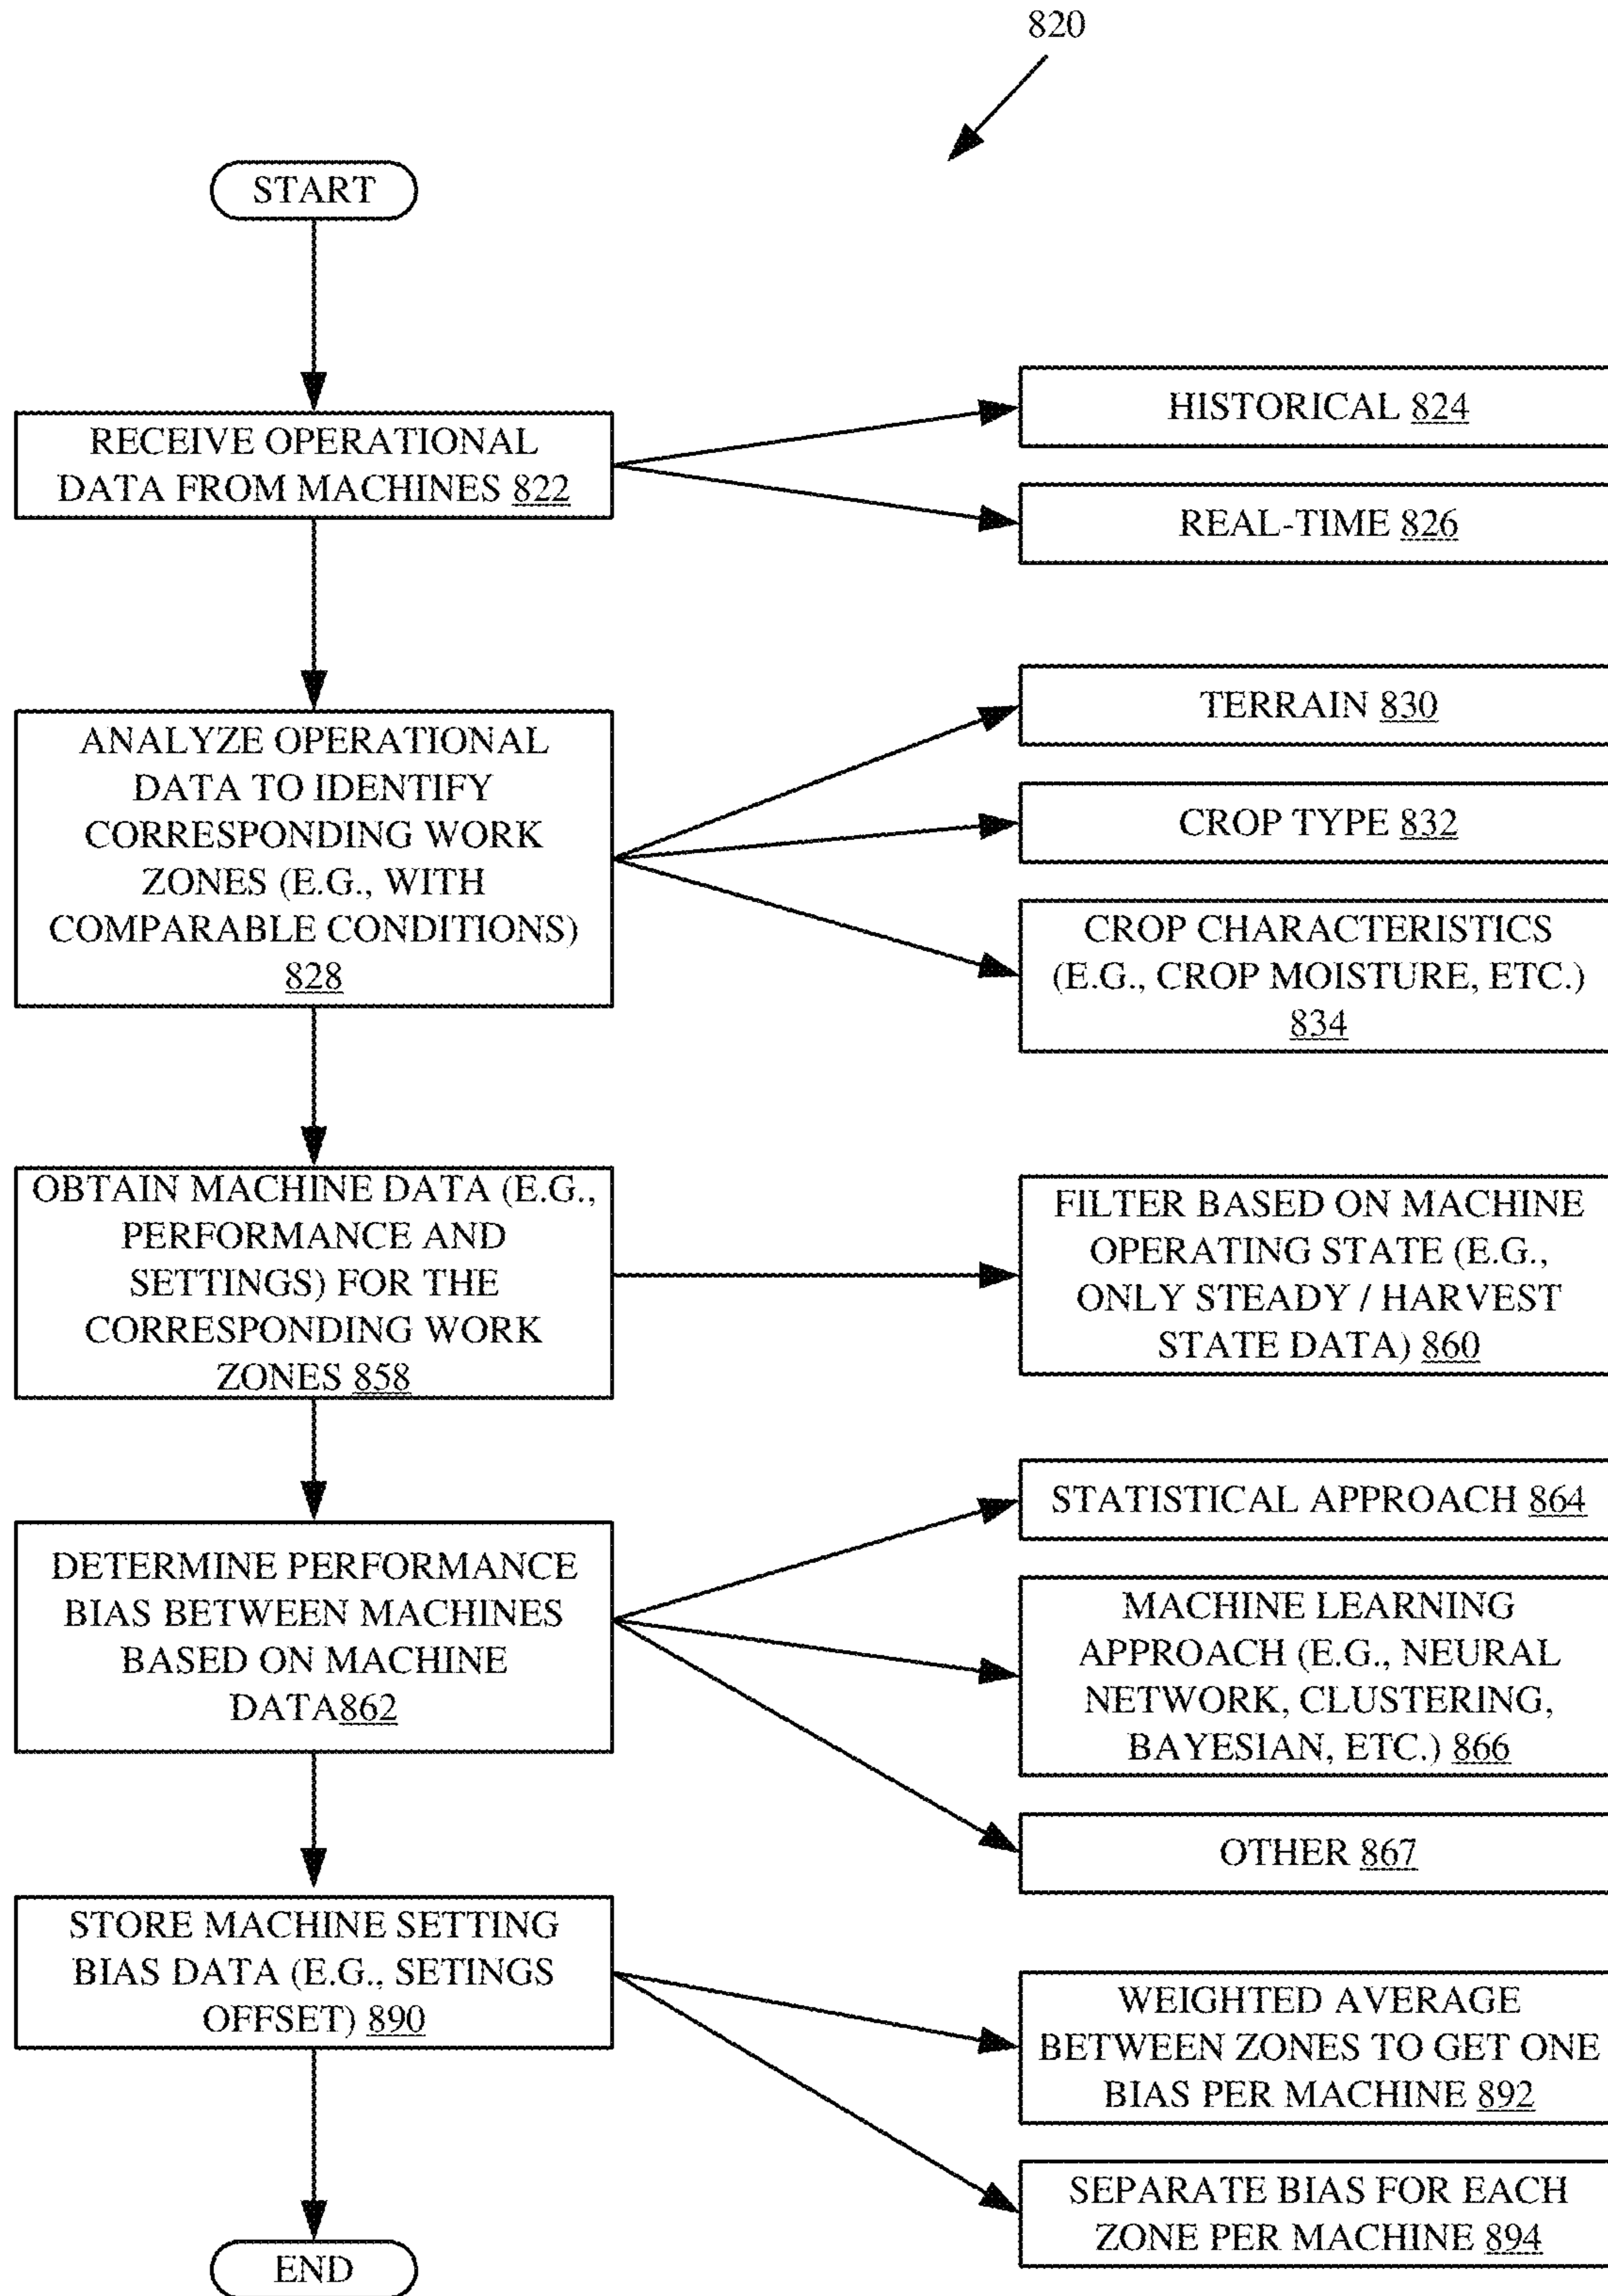 820
START
RECEIVE OPERATIONAL
DATA FROM MACHINES 822
HISTORICAL 824
REAL-TIME 826
ANALYZE OPERATIONAL
DATA TO IDENTIFY
CORRESPONDING WORK
ZONES (E.G., WITH
COMPARABLE CONDITIONS)
828
TERRAIN 830
CROP TYPE 832
CROP CHARACTERISTICS
(E.G., CROP MOISTURE, ETC.)
834
OBTAIN MACHINE DATA (E.G.,
PERFORMANCE AND
SETTINGS) FOR THE
CORRESPONDING WORK
ZONES 858
FILTER BASED ON MACHINE
OPERATING STATE (E.G.,
ONLY STEADY / HARVEST
STATE DATA) 860
DETERMINE PERFORMANCE
BIAS BETWEEN MACHINES
BASED ON MACHINE
DATA862
STATISTICAL APPROACH 864
MACHINE LEARNING
APPROACH (E.G., NEURAL
NETWORK, CLUSTERING,
BAYESIAN, ETC.) 866
OTHER 867
STORE MACHINE SETTING
BIAS DATA (E.G., SETINGS
OFFSET) 890
WEIGHTED AVERAGE
BETWEEN ZONES TO GET ONE
BIAS PER MACHINE 892
SEPARATE BIAS FOR EACH
ZONE PER MACHINE 894
END